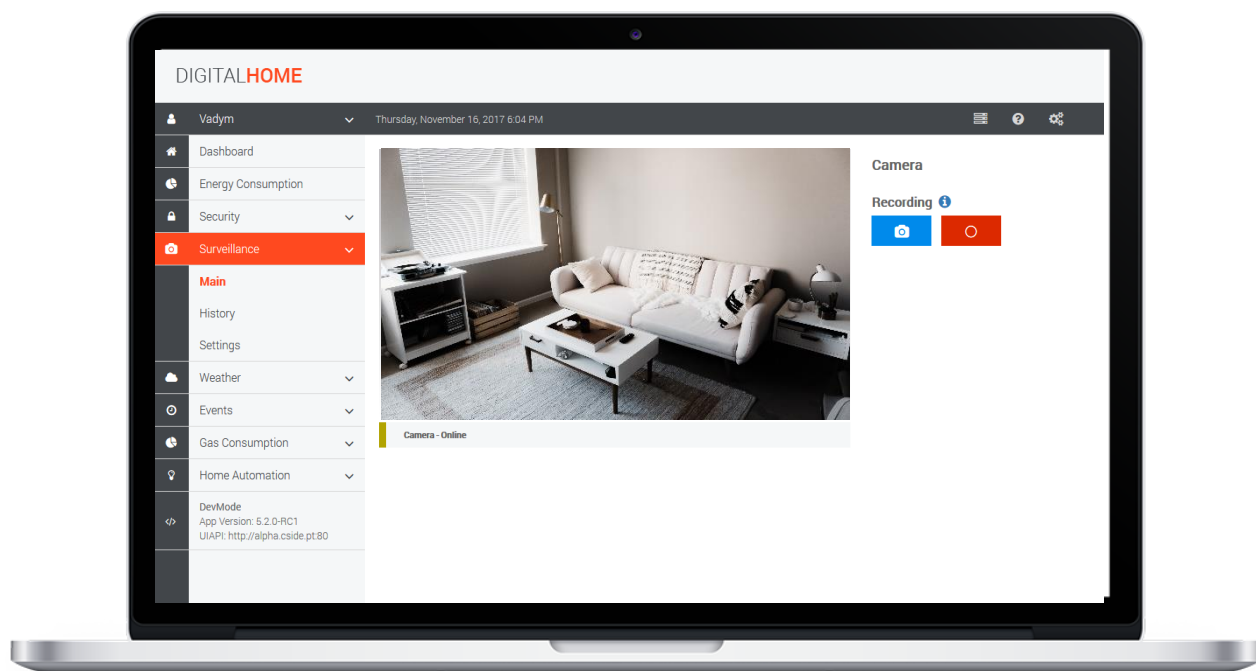 DIGITALHOME
Vadym
Thursday, November 16, 2017 6:04 PM
Dashboard
Energy Consumption
Security
Surveillance
Main
History
Settings
Weather
Events
Gas Consumption
Home Automation
DevMode
App Version: 5.2.0-RC1
UIAPI: http://alpha.cside.pt:80
Camera - Online
Camera
Recording